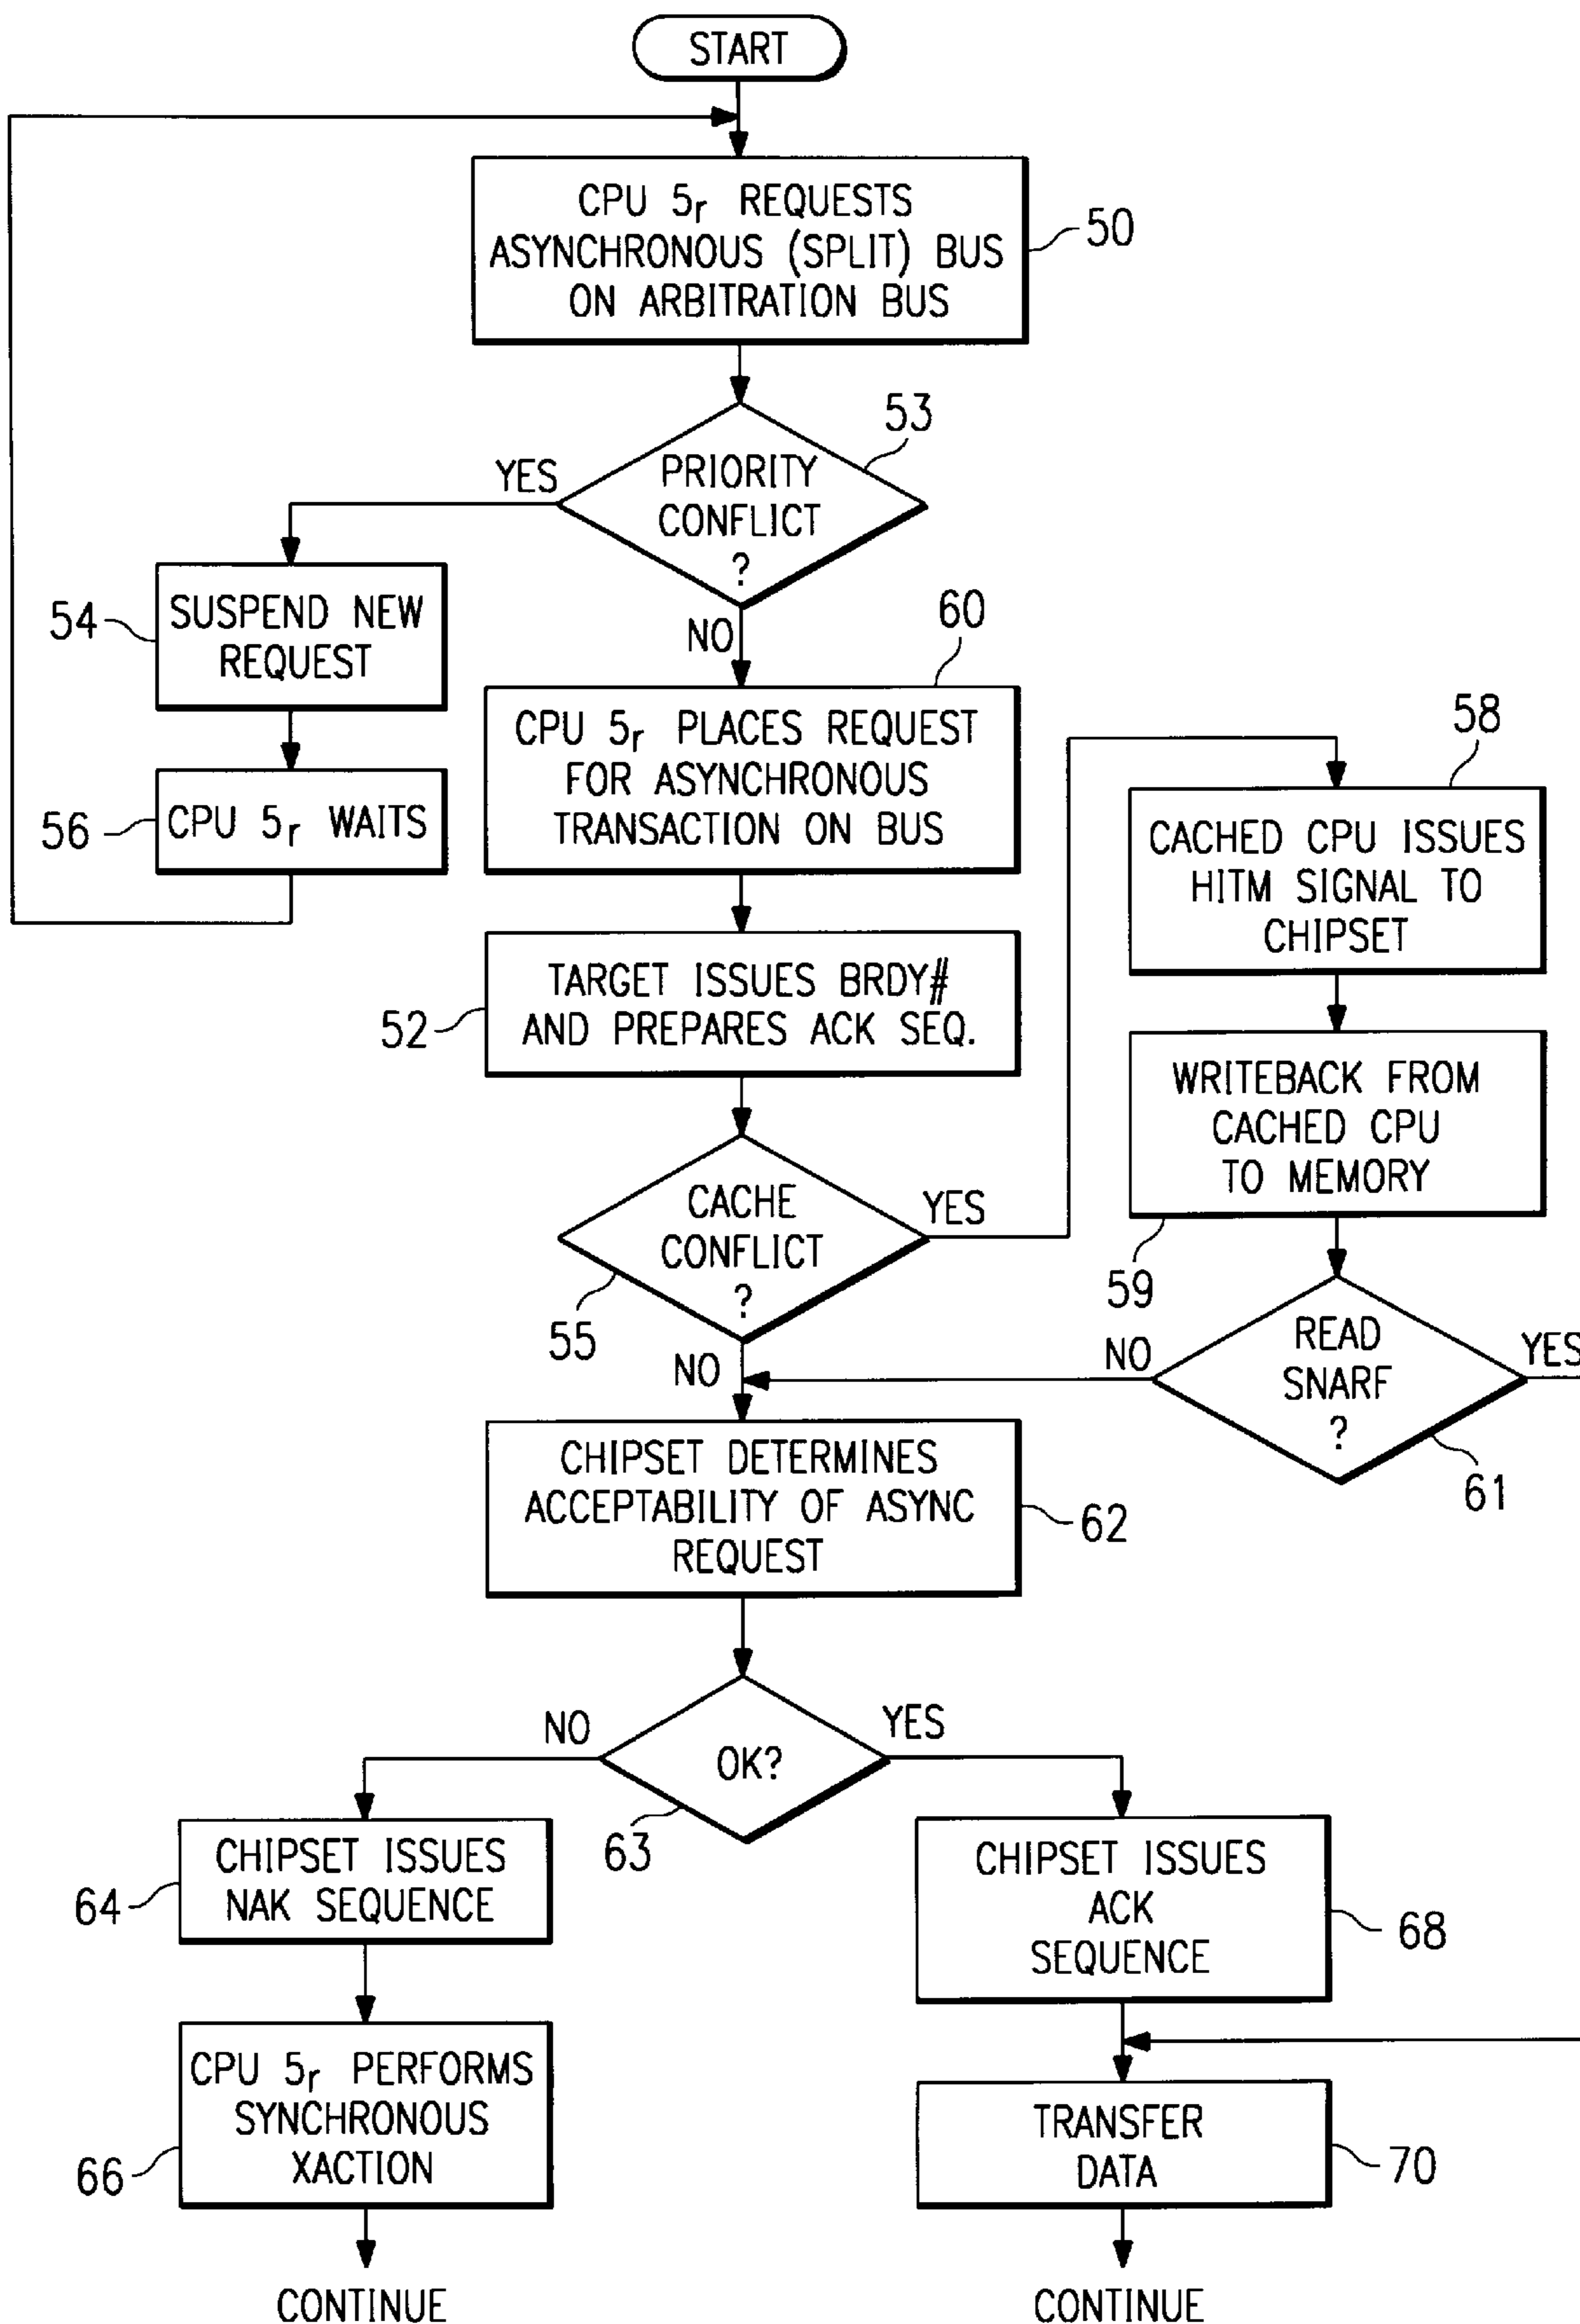 START
CPU 5r REQUESTS
ASYNCHRONOUS (SPLIT) BUS
ON ARBITRATION BUS
50
53
PRIORITY
CONFLICT
?
YES
NO
SUSPEND NEW
REQUEST
54
CPU 5r WAITS
56
60
CPU 5r PLACES REQUEST
FOR ASYNCHRONOUS
TRANSACTION ON BUS
TARGET ISSUES BRDY#
AND PREPARES ACK SEQ.
52
CACHE
CONFLICT
?
55
YES
NO
58
CACHED CPU ISSUES
HITM SIGNAL TO
CHIPSET
WRITEBACK FROM
CACHED CPU
TO MEMORY
59
READ
SNARF
?
NO
YES
61
CHIPSET DETERMINES
ACCEPTABILITY OF ASYNC
REQUEST
62
OK?
NO
YES
63
CHIPSET ISSUES
NAK SEQUENCE
64
CPU 5r PERFORMS
SYNCHRONOUS
XACTION
66
CONTINUE
CHIPSET ISSUES
ACK
SEQUENCE
68
TRANSFER
DATA
70
CONTINUE